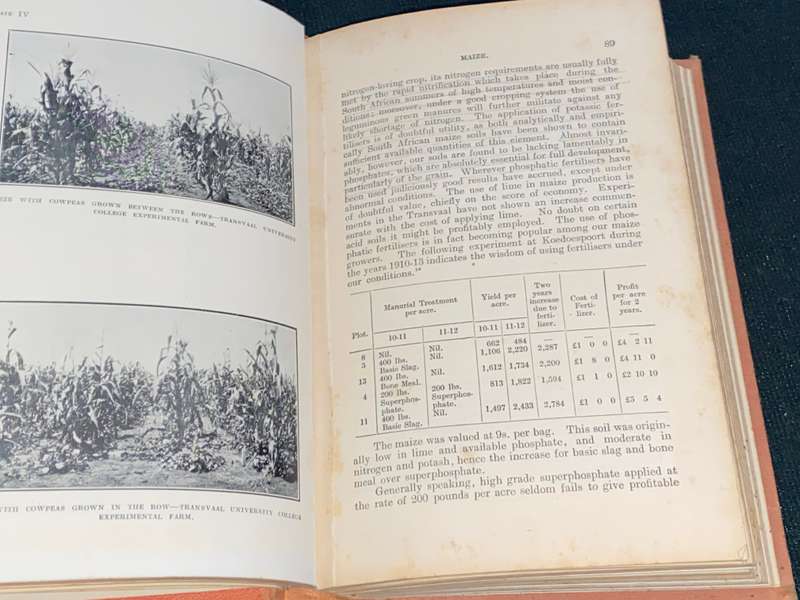 IV
ZE WITH COWPEAS GROWN BETWEEN THE ROWS—TRANSVAAL UNIVERSITY
COLLEGE EXPERIMENTAL FARM.
WITH COWPEAS GROWN IN THE ROW—TRANSVAAL UNIVERSITY COLLEGE
EXPERIMENTAL FARM.
MAIZE. 89
nitrogen-loving crop, its nitrogen requirements are usually fully
met by the rapid nitrification which takes place during the
South African summers of high temperatures and moist con-
ditions; moreover, under a good cropping system the use of
leguminous green manures will further militate against any
likely shortage of nitrogen. The application of potassic fer-
tilisers is of doubtful utility, as both analytically and empiri-
cally South African maize soils have been shown to contain
sufficient available quantities of this element. Almost invari-
ably, however, our soils are found to be lacking lamentably in
phosphates, which are absolutely essential for full development,
particularly of the grain. Wherever phosphatic fertilisers have
been used judiciously good results have accrued, except under
abnormal conditions. The use of lime in maize production is
of doubtful value, chiefly on the score of economy. Experi-
ments in the Transvaal have not shown an increase commen-
surate with the cost of applying lime. No doubt on certain
acid soils it might be profitably employed. The use of phos-
phatic fertilisers is in fact becoming popular among our maize
growers. The following experiment at Koedoespoort during
the years 1910-13 indicates the wisdom of using fertilisers under
our conditions.
Plot. Manurial Treatment per acre. Yield per acre. Two years increase due to ferti- lizer. Cost of Ferti- lizer. Profit per acre for 2 years.
10-11 11-12 10-11 11-12
8 Nil. Nil. 662 484 — — —
5 400 lbs. Basic Slag. Nil. 1,106 2,220 2,287 £1 0 0 £4 2 11
13 400 lbs. Bone Meal. Nil. 1,612 1,734 2,200 £1 8 0 £4 11 0
4 200 lbs. Superphos- phate. 200 lbs. Superphos- phate. 813 1,822 1,594 £1 1 0 £2 10 10
11 400 lbs. Basic Slag. Nil. 1,497 2,433 2,784 £1 0 0 £5 5 4
The maize was valued at 9s. per bag. This soil was origin-
ally low in lime and available phosphate, and moderate in
nitrogen and potash, hence the increase for basic slag and bone
meal over superphosphate.
Generally speaking, high grade superphosphate applied at
the rate of 200 pounds per acre seldom fails to give profitable